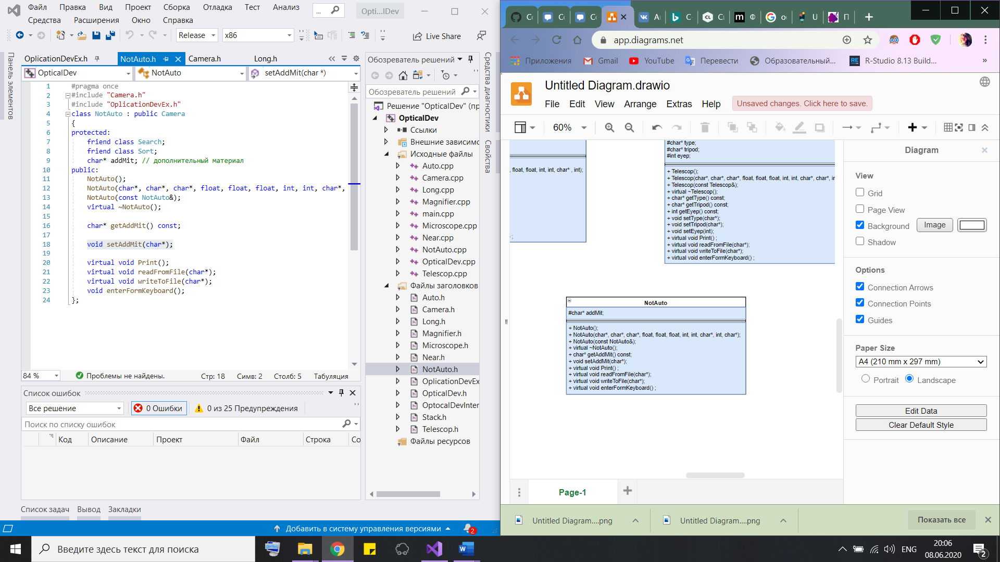 Файл Правка Вид Проект Сборка Отладка Тест Анализ ... Opti...lDev
Средства Расширения Окно Справка
Release x86 Live Share
Панель элементов
OplicationDevEx.h NotAuto.h Camera.h Long.h
OpticalDev NotAuto setAddMit(char *)
1 #pragma once
2 #include "Camera.h"
3 #include "OplicationDevEx.h"
4 class NotAuto : public Camera
5 {
6 protected:
7 friend class Search;
8 friend class Sort;
9 char* addMit; // дополнительный материал
10 public:
11 NotAuto();
12 NotAuto(char*, char*, char*, float, float, float, int, int, char*,
13 NotAuto(const NotAuto&);
14 virtual ~NotAuto();
15
16 char* getAddMit() const;
17
18 void setAddMit(char*);
19
20 virtual void Print();
21 virtual void readFromFile(char*);
22 virtual void writeToFile(char*);
23 void enterFormKeyboard();
24 };
84 % Проблемы не найдены. Стр: 18 Симв: 2 Столб: 5 Табуляция
Список ошибок
Все решение 0 Ошибки 0 из 25 Предупреждения
Поиск по списку ошибок
Код Описание Проект Файл Строка Со
Список задач Вывод Закладки
Обозреватель решений
Обозреватель решений
Решение "OpticalDev" (пр
OpticalDev
Ссылки
Внешние зависимо
Исходные файлы
Auto.cpp
Camera.cpp
Long.cpp
Magnifier.cpp
main.cpp
Microscope.cpp
Near.cpp
NotAuto.cpp
OpticalDev.cpp
Telescop.cpp
Файлы заголовков
Auto.h
Camera.h
Long.h
Magnifier.h
Microscope.h
Near.h
NotAuto.h
OplicationDevEx
OpticalDev.h
OptocalDevInter
Stack.h
Telescop.h
Файлы ресурсов
Средства диагностики
Свойства
Добавить в систему управления версиями 2
app.diagrams.net
Приложения Gmail YouTube Перевести Образовательный... R-Studio 8.13 Build... »
Untitled Diagram.drawio
File Edit View Arrange Extras Help Unsaved changes. Click here to save.
60%
, float, float, int, int, char* , int);
#char* type;
#char* tripod;
#int eyep;
+ Telescop();
+ Telescop(char*, char*, char*, float, float, float, int, int, char*, char*, in
+ Telescop(const Telescop&);
+ virtual ~Telescop();
+ char* getType() const;
+ char* getTripod() const;
+ int getEyep() const;
+ void setType(char*);
+ void setTripod(char*);
+ void setEyep(int);
+ virtual void Print() ;
+ virtual void readFromFile(char*);
+ virtual void writeToFile(char*);
+ virtual void enterFormKeyboard() ;
NotAuto
#char* addMit;
+ NotAuto();
+ NotAuto(char*, char*, char*, float, float, float, int, int, char*, int, char*);
+ NotAuto(const NotAuto&);
+ virtual ~NotAuto();
+ char* getAddMit() const;
+ void setAddMit(char*);
+ virtual void Print() ;
+ virtual void readFromFile(char*);
+ virtual void writeToFile(char*);
+ virtual void enterFormKeyboard() ;
Diagram
View
Grid
Page View
Background Image
Shadow
Options
Connection Arrows
Connection Points
Guides
Paper Size
A4 (210 mm x 297 mm)
Portrait Landscape
Edit Data
Clear Default Style
Page-1
Untitled Diagram....png Untitled Diagram....png Показать все
Введите здесь текст для поиска
ENG 20:06
08.06.2020 2